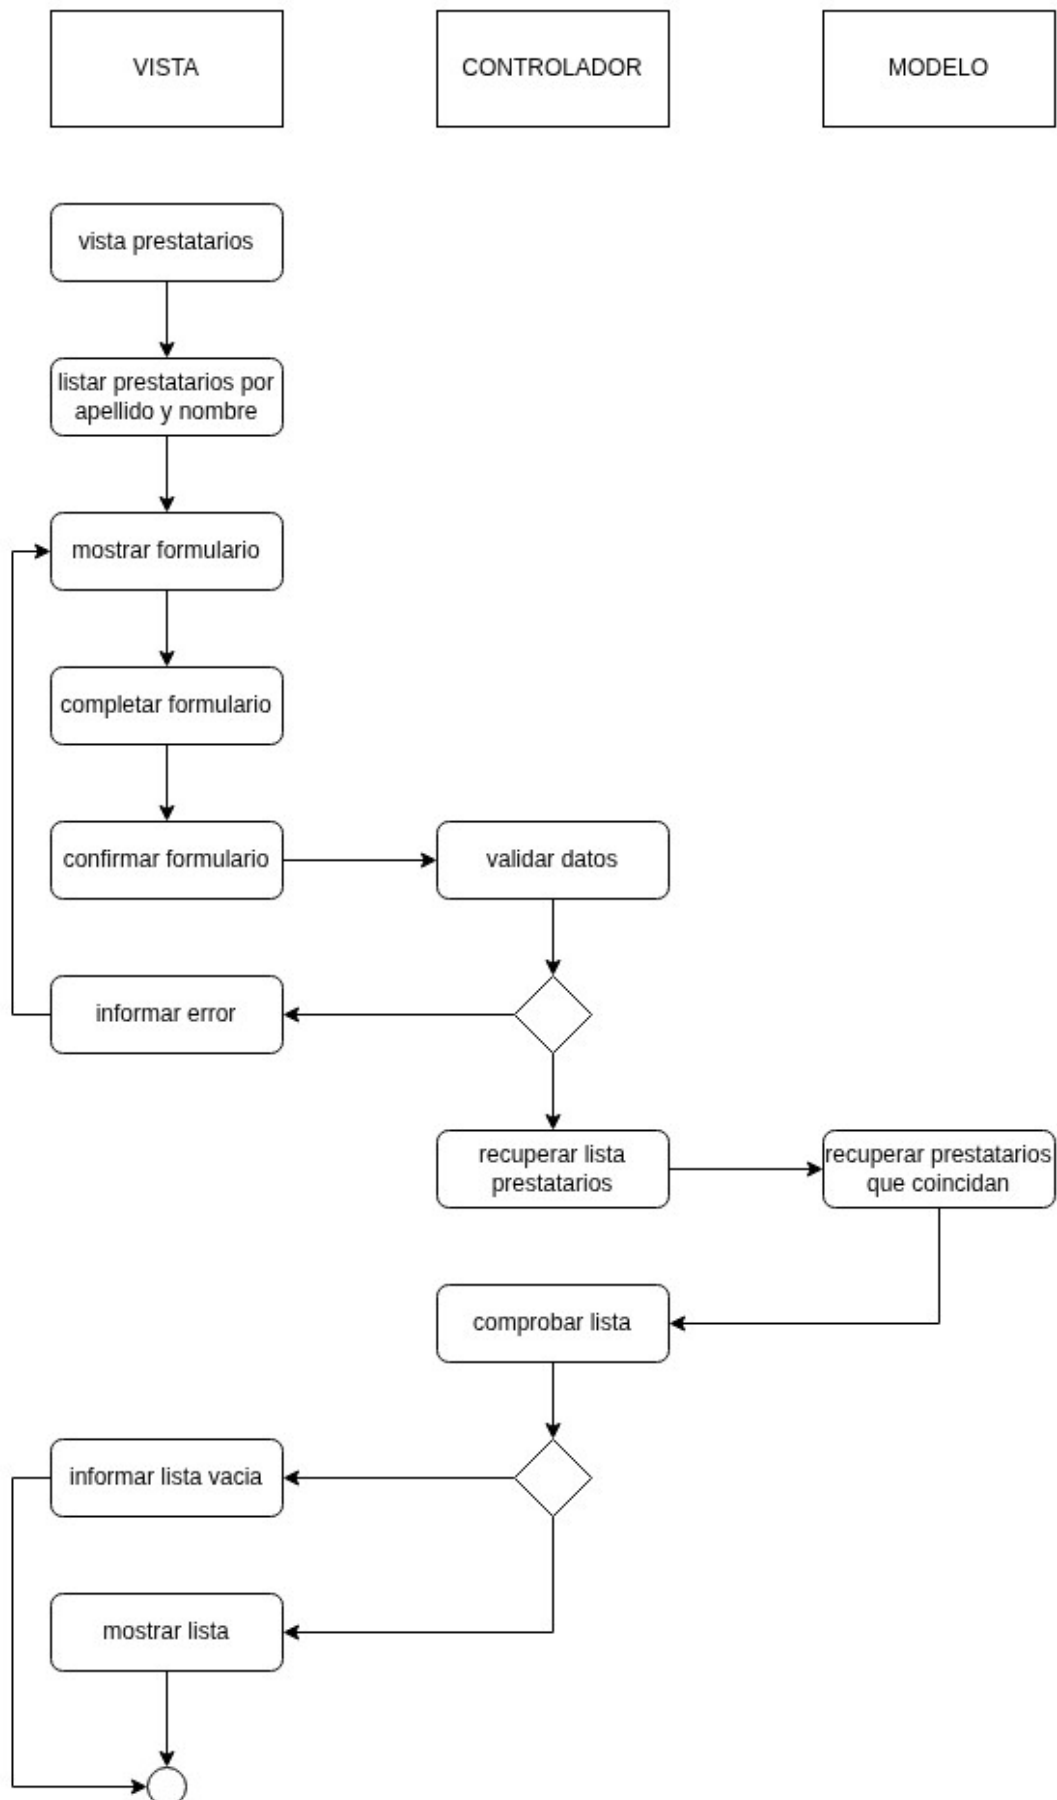 VISTA
CONTROLADOR
MODELO
vista prestatarios
listar prestatarios por
apellido y nombre
mostrar formulario
completar formulario
confirmar formulario
validar datos
informar error
recuperar lista
prestatarios
recuperar prestatarios
que coincidan
comprobar lista
informar lista vacia
mostrar lista